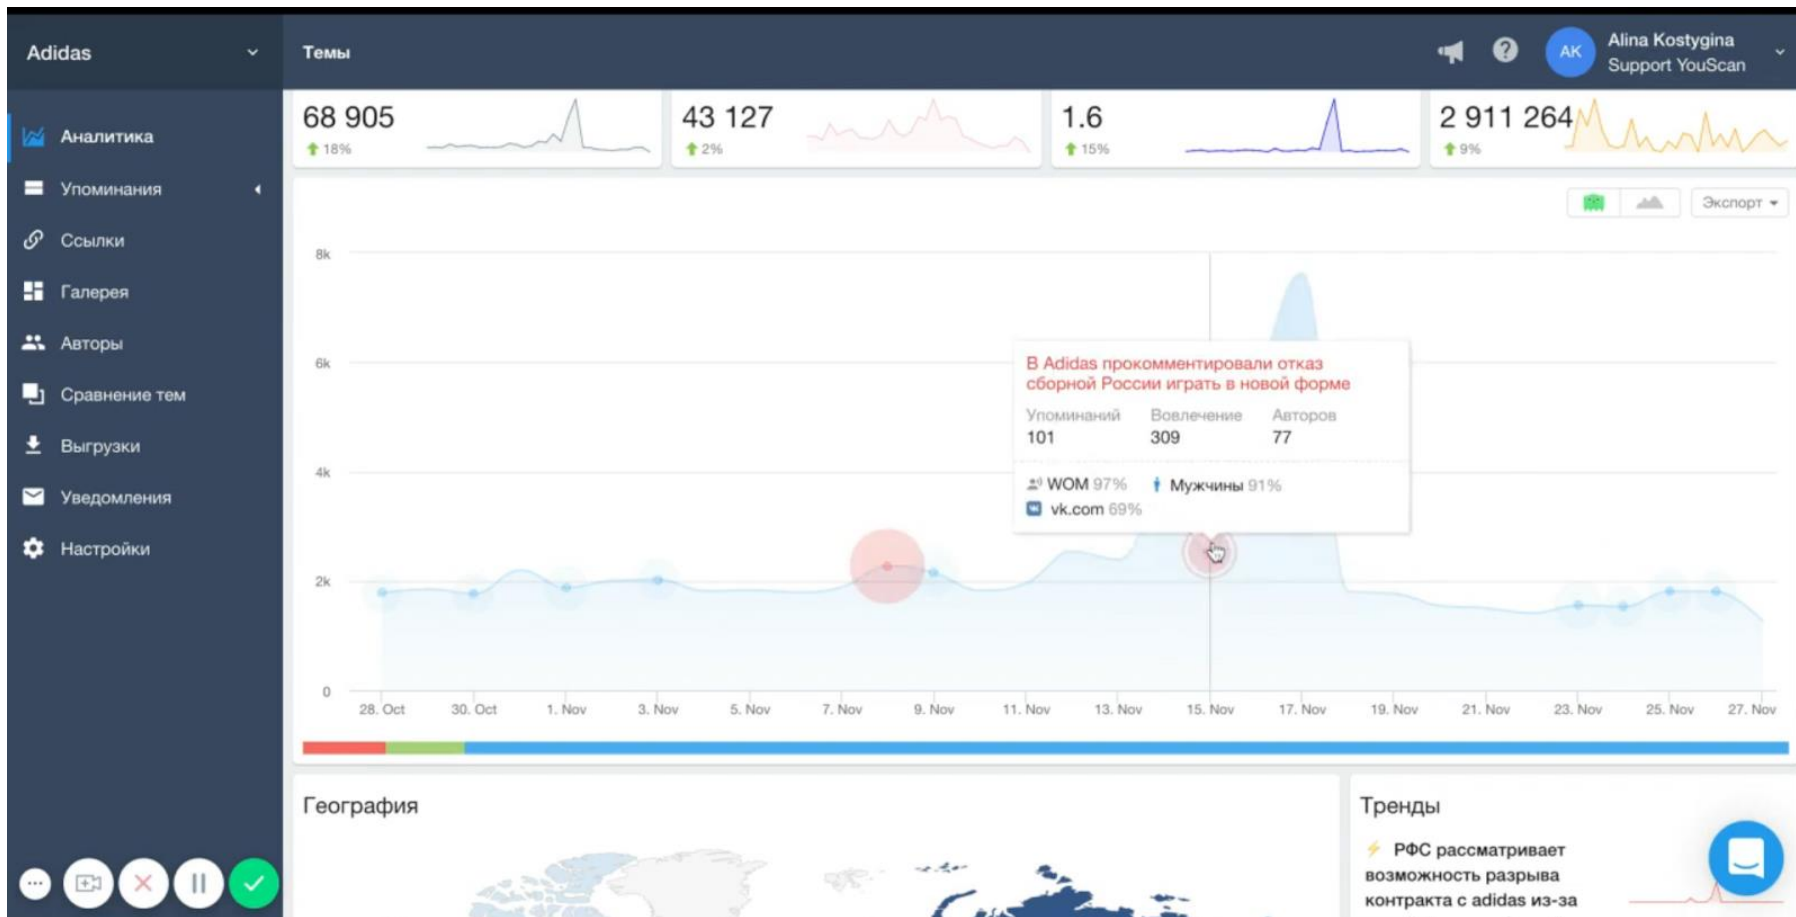 Adidas
Темы
Alina Kostygina
AK
Support YouScan
Аналитика
Упоминания
Ссылки
Галерея
Авторы
Сравнение тем
Выгрузки
Уведомления
Настройки
68 905
18%
43 127
2%
1.6
15%
2 911 264
9%
Экспорт
8k
6k
4k
2k
0
В Adidas прокомментировали отказ
сборной России играть в новой форме
Упоминаний Вовлечение Авторов
101 309 77
WOM 97% Мужчины 91%
vk.com 69%
28. Oct 30. Oct 1. Nov 3. Nov 5. Nov 7. Nov 9. Nov 11. Nov 13. Nov 15. Nov 17. Nov 19. Nov 21. Nov 23. Nov 25. Nov 27. Nov
География
Тренды
РФС рассматривает
возможность разрыва
контракта с adidas из-за